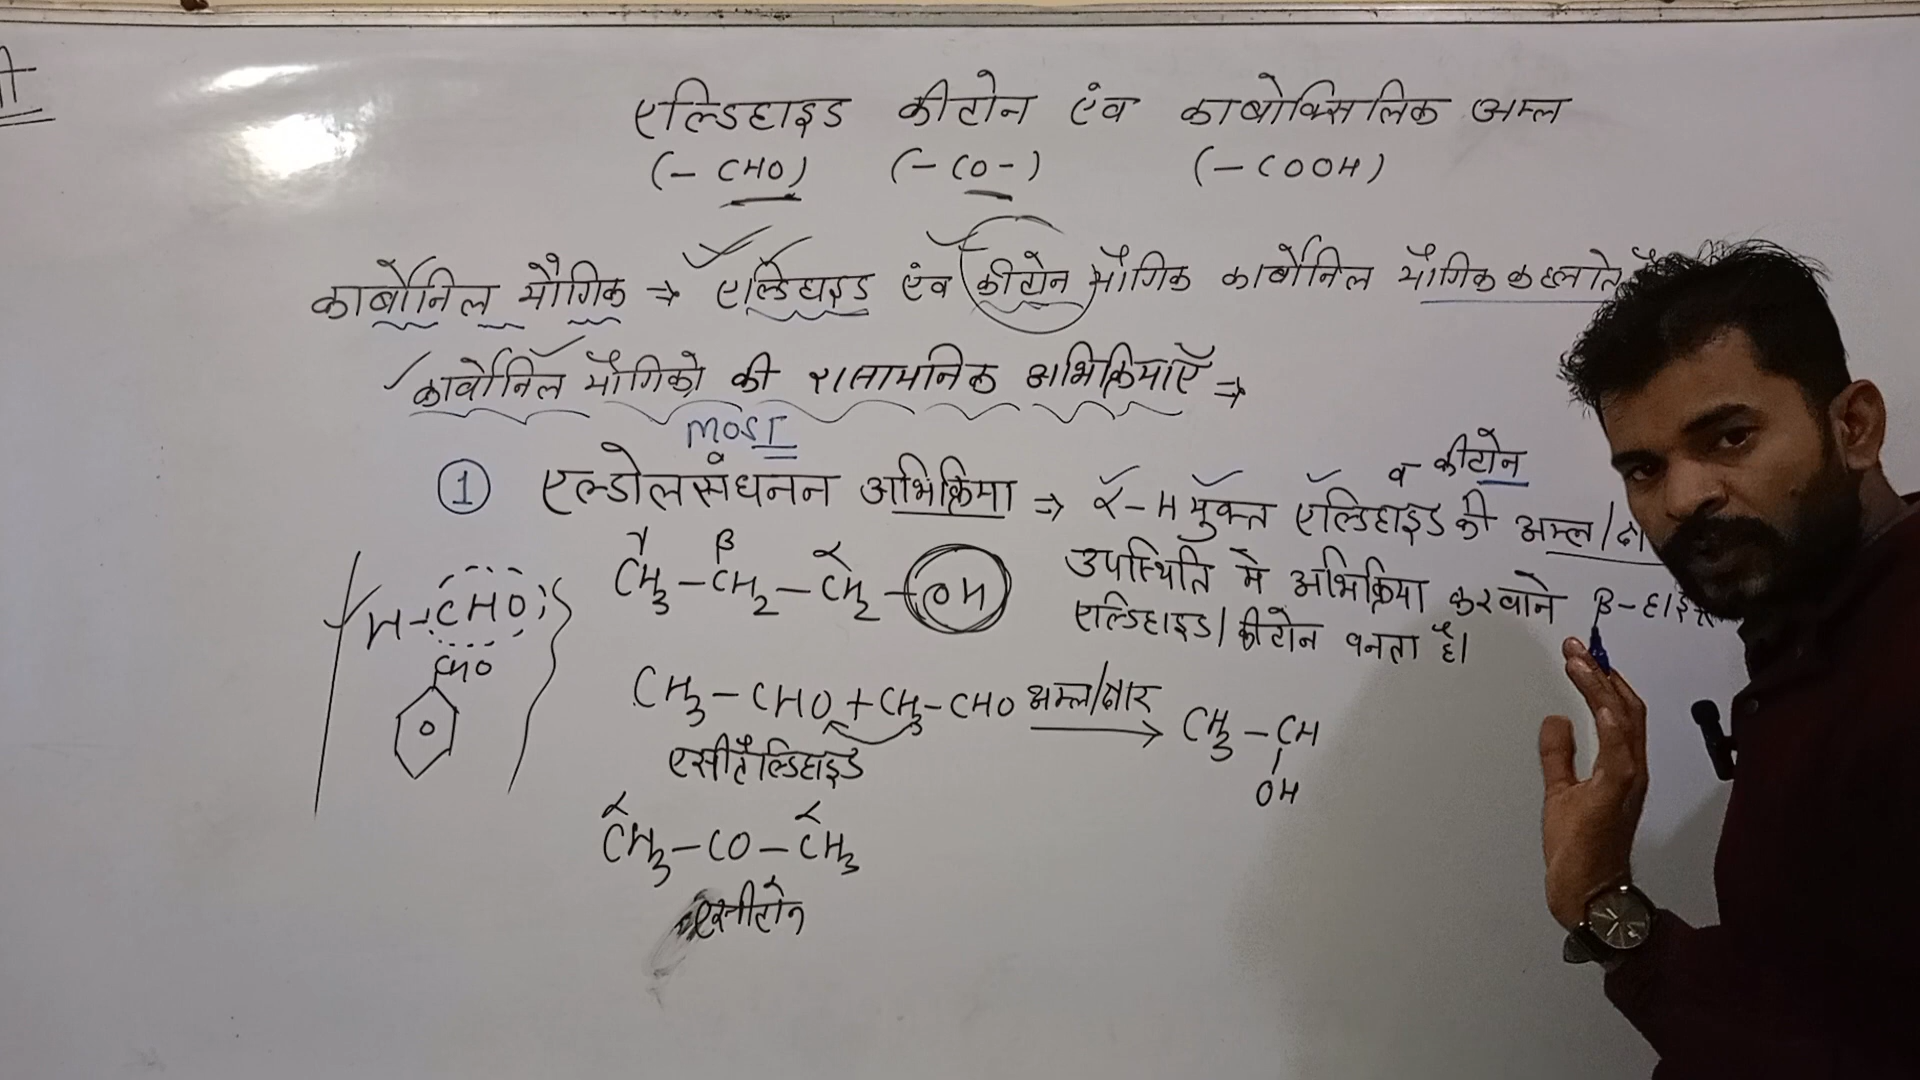 एल्डिहाइड कीटोन एंव कार्बोक्सिलिक अम्ल
(- CHO) (- CO -) (- COOH)
कार्बोनिल यौगिक → एल्डिहाइड एंव कीटोन यौगिक कार्बोनिल यौगिक कहलाते
कार्बोनिल यौगिको की रासायनिक अभिक्रियाएँ ⇒
MOST
व कीटोन
① एल्डोल संघनन अभिक्रिया ⇒ α-H युक्त एल्डिहाइड की अम्ल/
γ β α
CH3 - CH2 - CH2 - OH
उपस्थिति मे अभिक्रिया करवाने β-हाइ
एल्डिहाइड/कीटोन बनता है।
H-CHO
CHO
CH3 - CHO + CH3 - CHO अम्ल/क्षार → CH3 - CH
OH
एसीटैल्डिहाइड
α α
CH3 - CO - CH3
एसीटोन